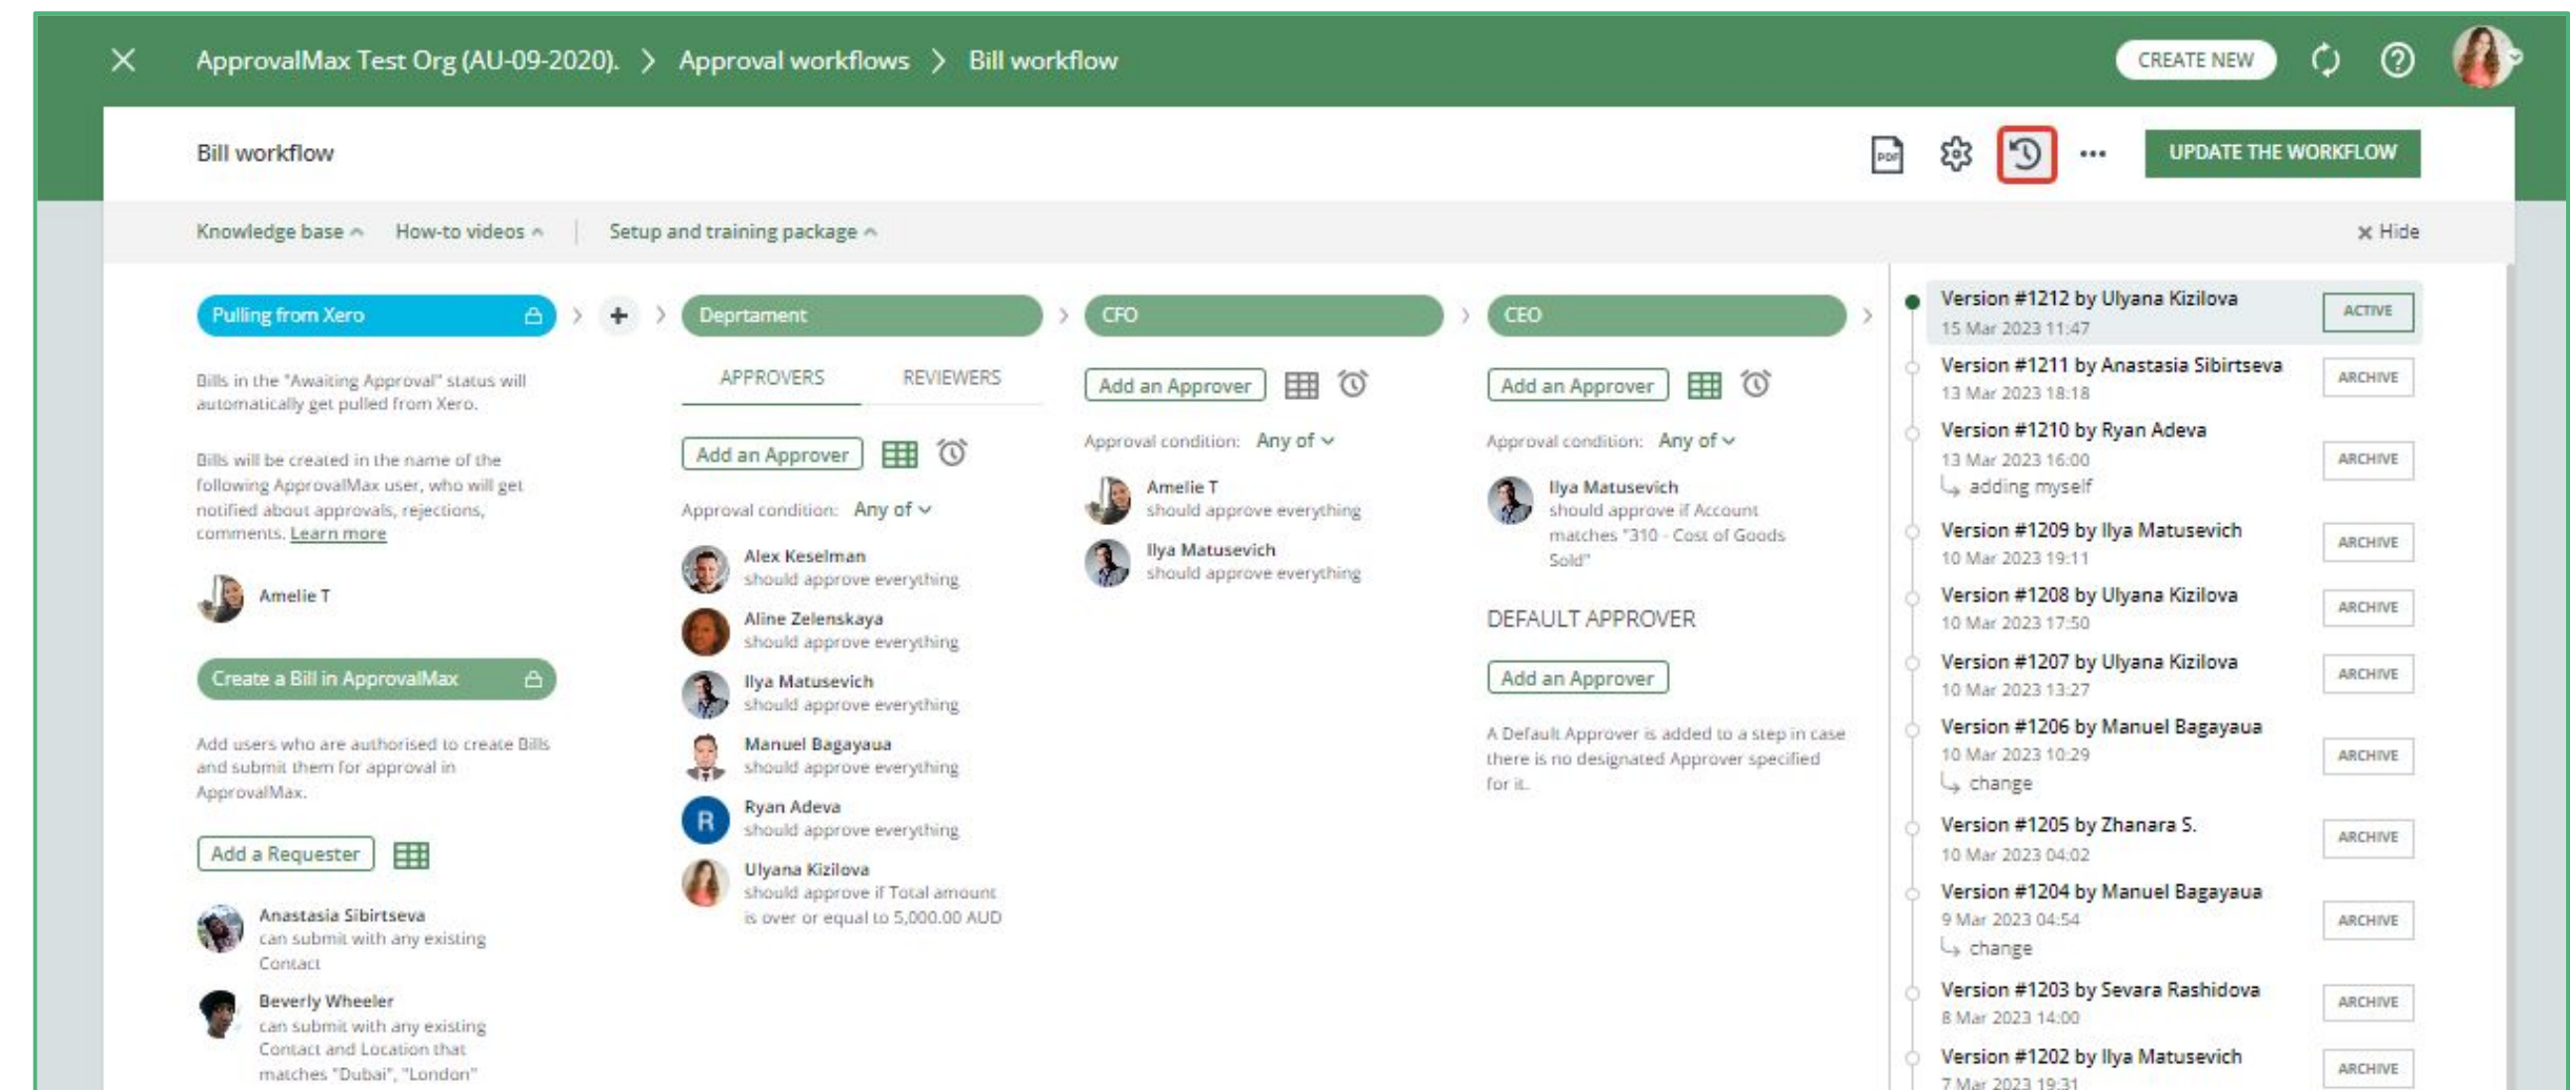 ApprovalMax Test Org (AU-09-2020). > Approval workflows > Bill workflow
CREATE NEW
Bill workflow
PDF
UPDATE THE WORKFLOW
Knowledge base
How-to videos
Setup and training package
Hide
Pulling from Xero
Bills in the "Awaiting Approval" status will
automatically get pulled from Xero.
Bills will be created in the name of the
following ApprovalMax user, who will get
notified about approvals, rejections,
comments. Learn more
Amelie T
Create a Bill in ApprovalMax
Add users who are authorised to create Bills
and submit them for approval in
ApprovalMax.
Add a Requester
Anastasia Sibirtseva
can submit with any existing
Contact
Beverly Wheeler
can submit with any existing
Contact and Location that
matches "Dubai", "London"
Deprtament
APPROVERS
REVIEWERS
Add an Approver
Approval condition: Any of
Alex Keselman
should approve everything
Aline Zelenskaya
should approve everything
Ilya Matusevich
should approve everything
Manuel Bagayaua
should approve everything
R
Ryan Adeva
should approve everything
Ulyana Kizilova
should approve if Total amount
is over or equal to 5,000.00 AUD
CFO
Add an Approver
Approval condition: Any of
Amelie T
should approve everything
Ilya Matusevich
should approve everything
CEO
Add an Approver
Approval condition: Any of
Ilya Matusevich
should approve if Account
matches "310 - Cost of Goods
Sold"
DEFAULT APPROVER
Add an Approver
A Default Approver is added to a step in case
there is no designated Approver specified
for it.
Version #1212 by Ulyana Kizilova
15 Mar 2023 11:47
ACTIVE
Version #1211 by Anastasia Sibirtseva
13 Mar 2023 18:18
ARCHIVE
Version #1210 by Ryan Adeva
13 Mar 2023 16:00
adding myself
ARCHIVE
Version #1209 by Ilya Matusevich
10 Mar 2023 19:11
ARCHIVE
Version #1208 by Ulyana Kizilova
10 Mar 2023 17:50
ARCHIVE
Version #1207 by Ulyana Kizilova
10 Mar 2023 13:27
ARCHIVE
Version #1206 by Manuel Bagayaua
10 Mar 2023 10:29
change
ARCHIVE
Version #1205 by Zhanara S.
10 Mar 2023 04:02
ARCHIVE
Version #1204 by Manuel Bagayaua
9 Mar 2023 04:54
change
ARCHIVE
Version #1203 by Sevara Rashidova
8 Mar 2023 14:00
ARCHIVE
Version #1202 by Ilya Matusevich
7 Mar 2023 19:31
ARCHIVE